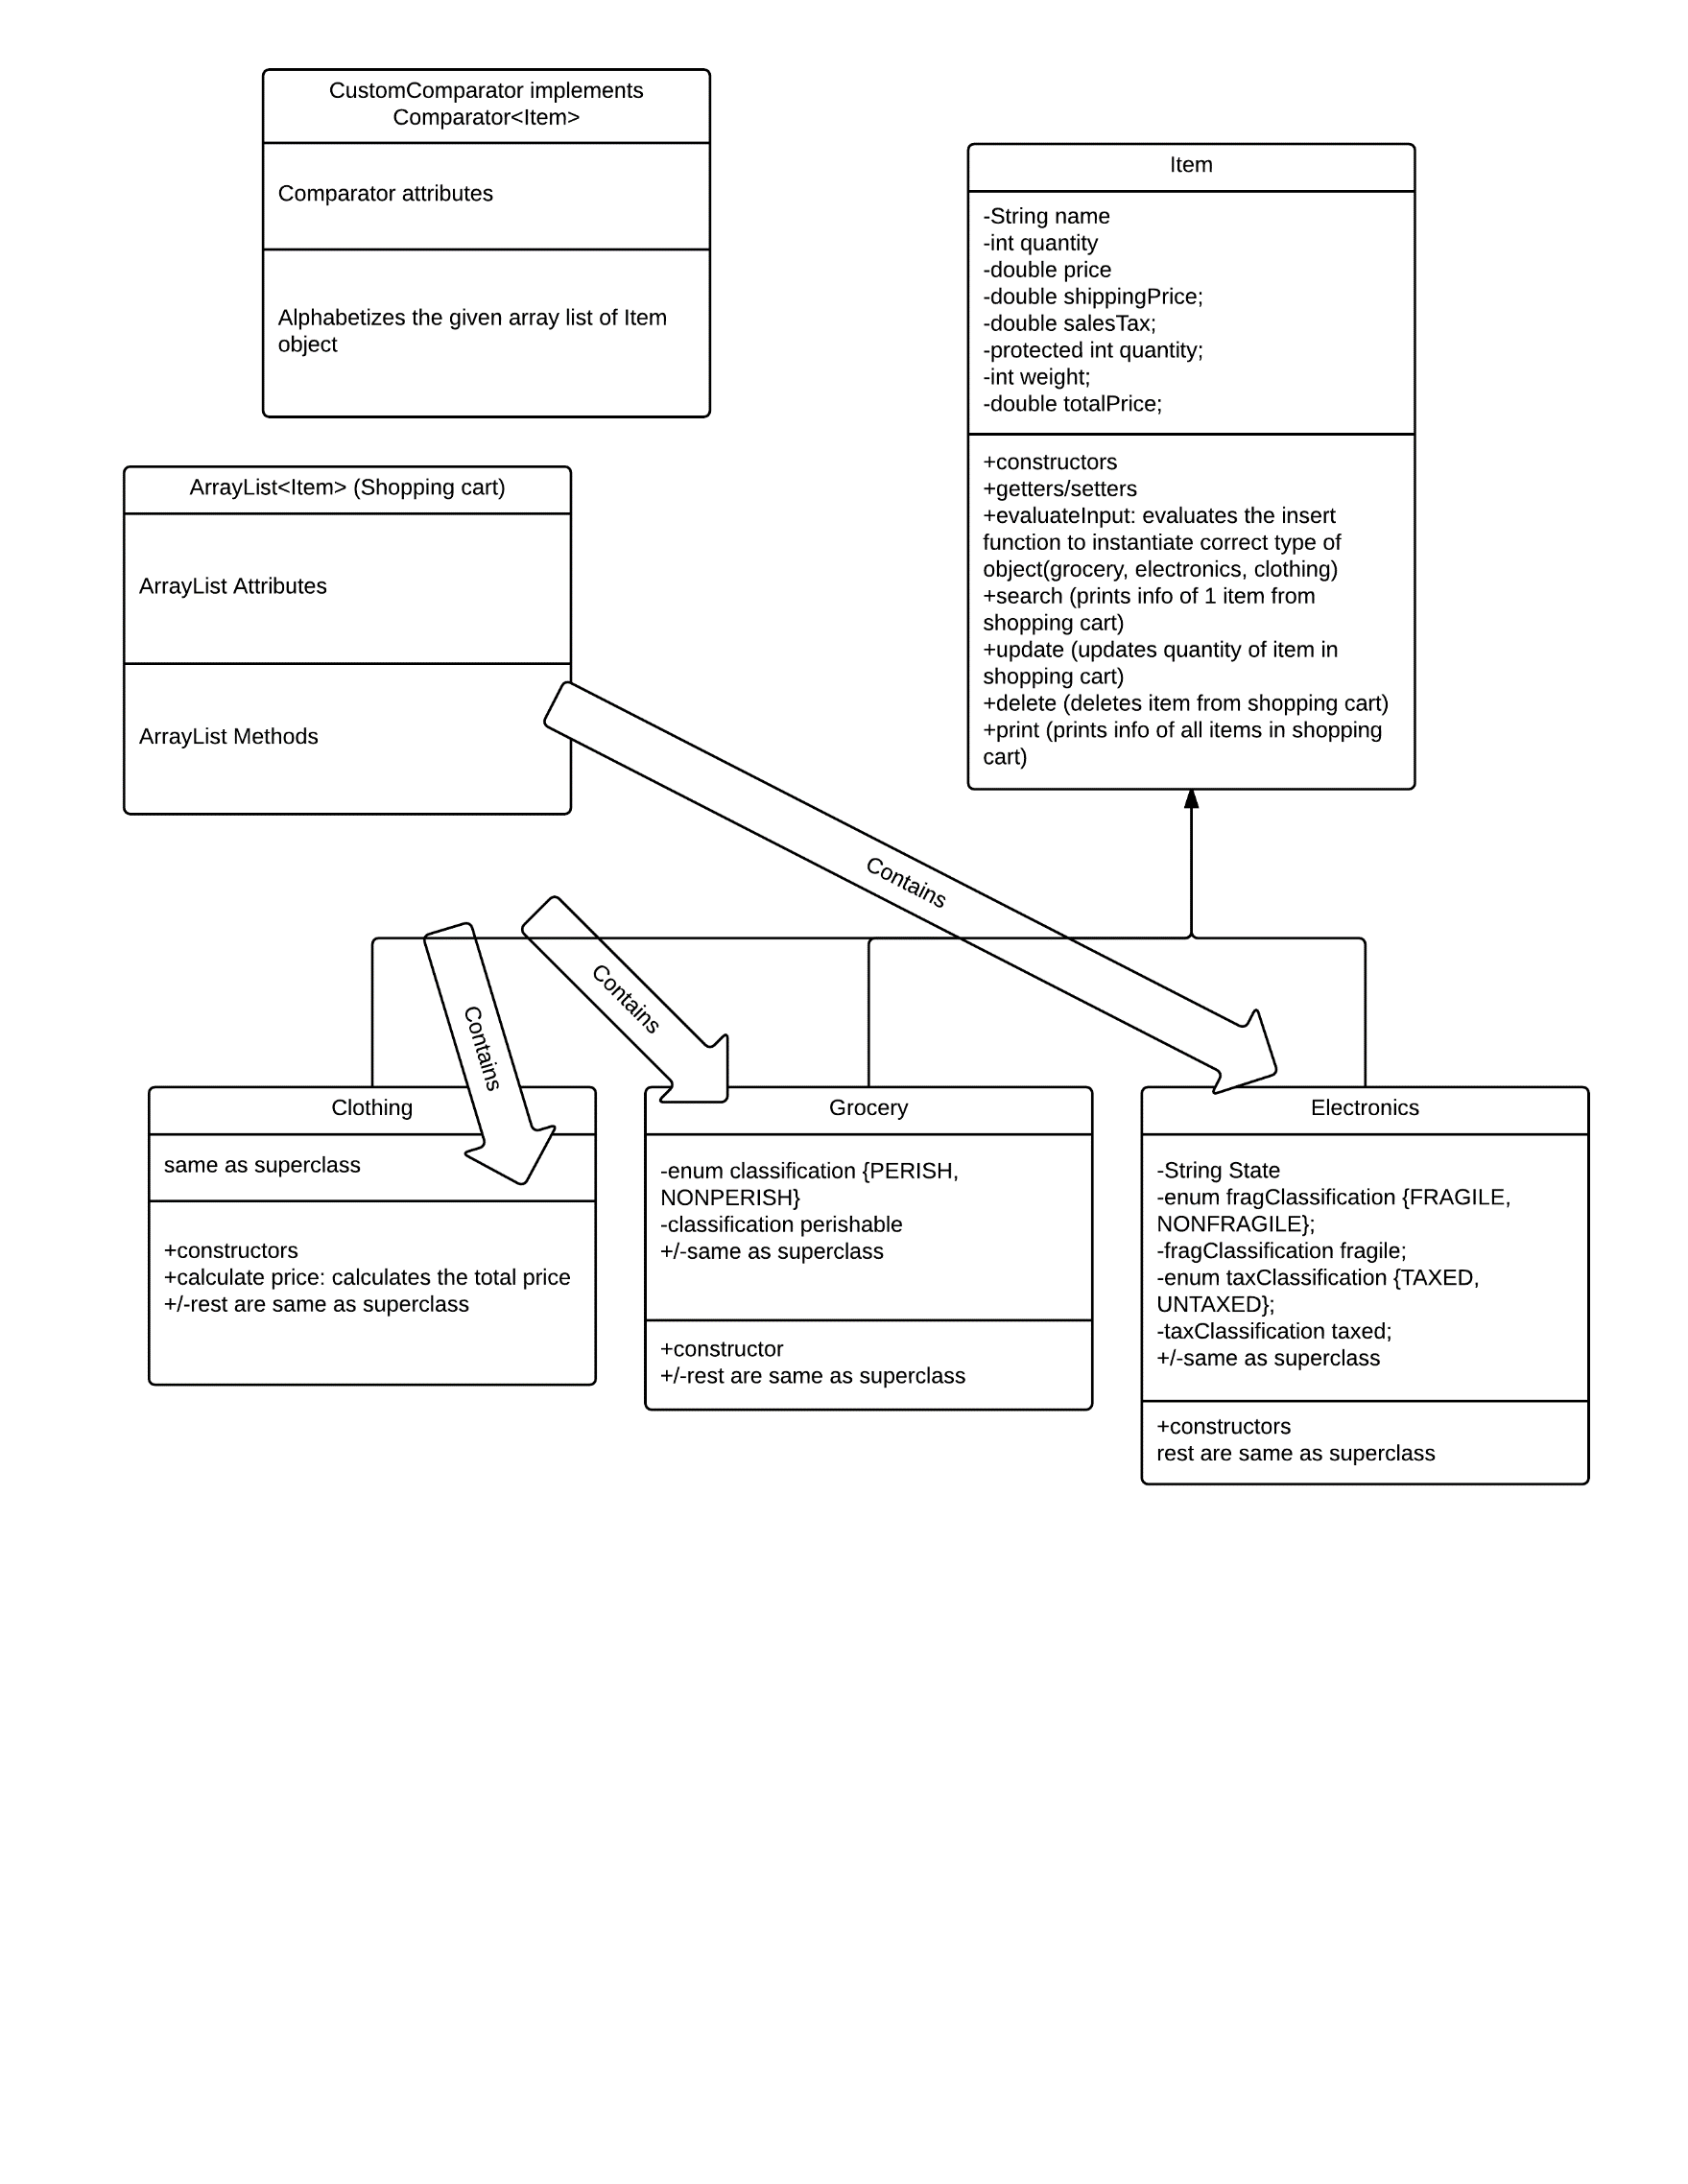 CustomComparator implements
Comparator<Item>
Comparator attributes
Alphabetizes the given array list of Item
object
Item
-String name
-int quantity
-double price
-double shippingPrice;
-double salesTax;
-protected int quantity;
-int weight;
-double totalPrice;
+constructors
+getters/setters
+evaluateInput: evaluates the insert
function to instantiate correct type of
object(grocery, electronics, clothing)
+search (prints info of 1 item from
shopping cart)
+update (updates quantity of item in
shopping cart)
+delete (deletes item from shopping cart)
+print (prints info of all items in shopping
cart)
ArrayList<Item> (Shopping cart)
ArrayList Attributes
ArrayList Methods
Contains
Contains
Contains
Clothing
same as superclass
+constructors
+calculate price: calculates the total price
+/-rest are same as superclass
Grocery
-enum classification {PERISH,
NONPERISH}
-classification perishable
+/-same as superclass
+constructor
+/-rest are same as superclass
Electronics
-String State
-enum fragClassification {FRAGILE,
NONFRAGILE};
-fragClassification fragile;
-enum taxClassification {TAXED,
UNTAXED};
-taxClassification taxed;
+/-same as superclass
+constructors
rest are same as superclass